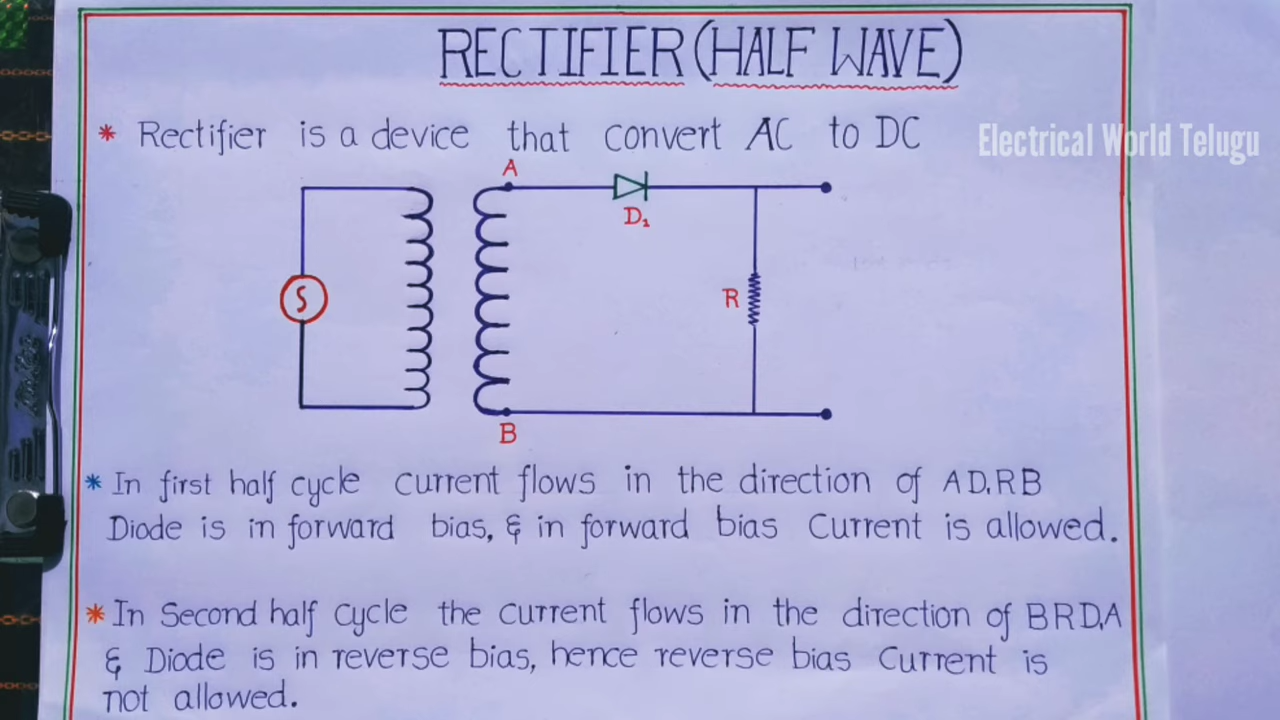 RECTIFIER (HALF WAVE)
* Rectifier is a device that convert AC to DC
Electrical World Telugu
A
D₁
S
R
B
* In first half cycle current flows in the direction of AD₁RB
Diode is in forward bias, & in forward bias Current is allowed.
* In Second half cycle the current flows in the direction of BRD₁A
& Diode is in reverse bias, hence reverse bias Current is
not allowed.